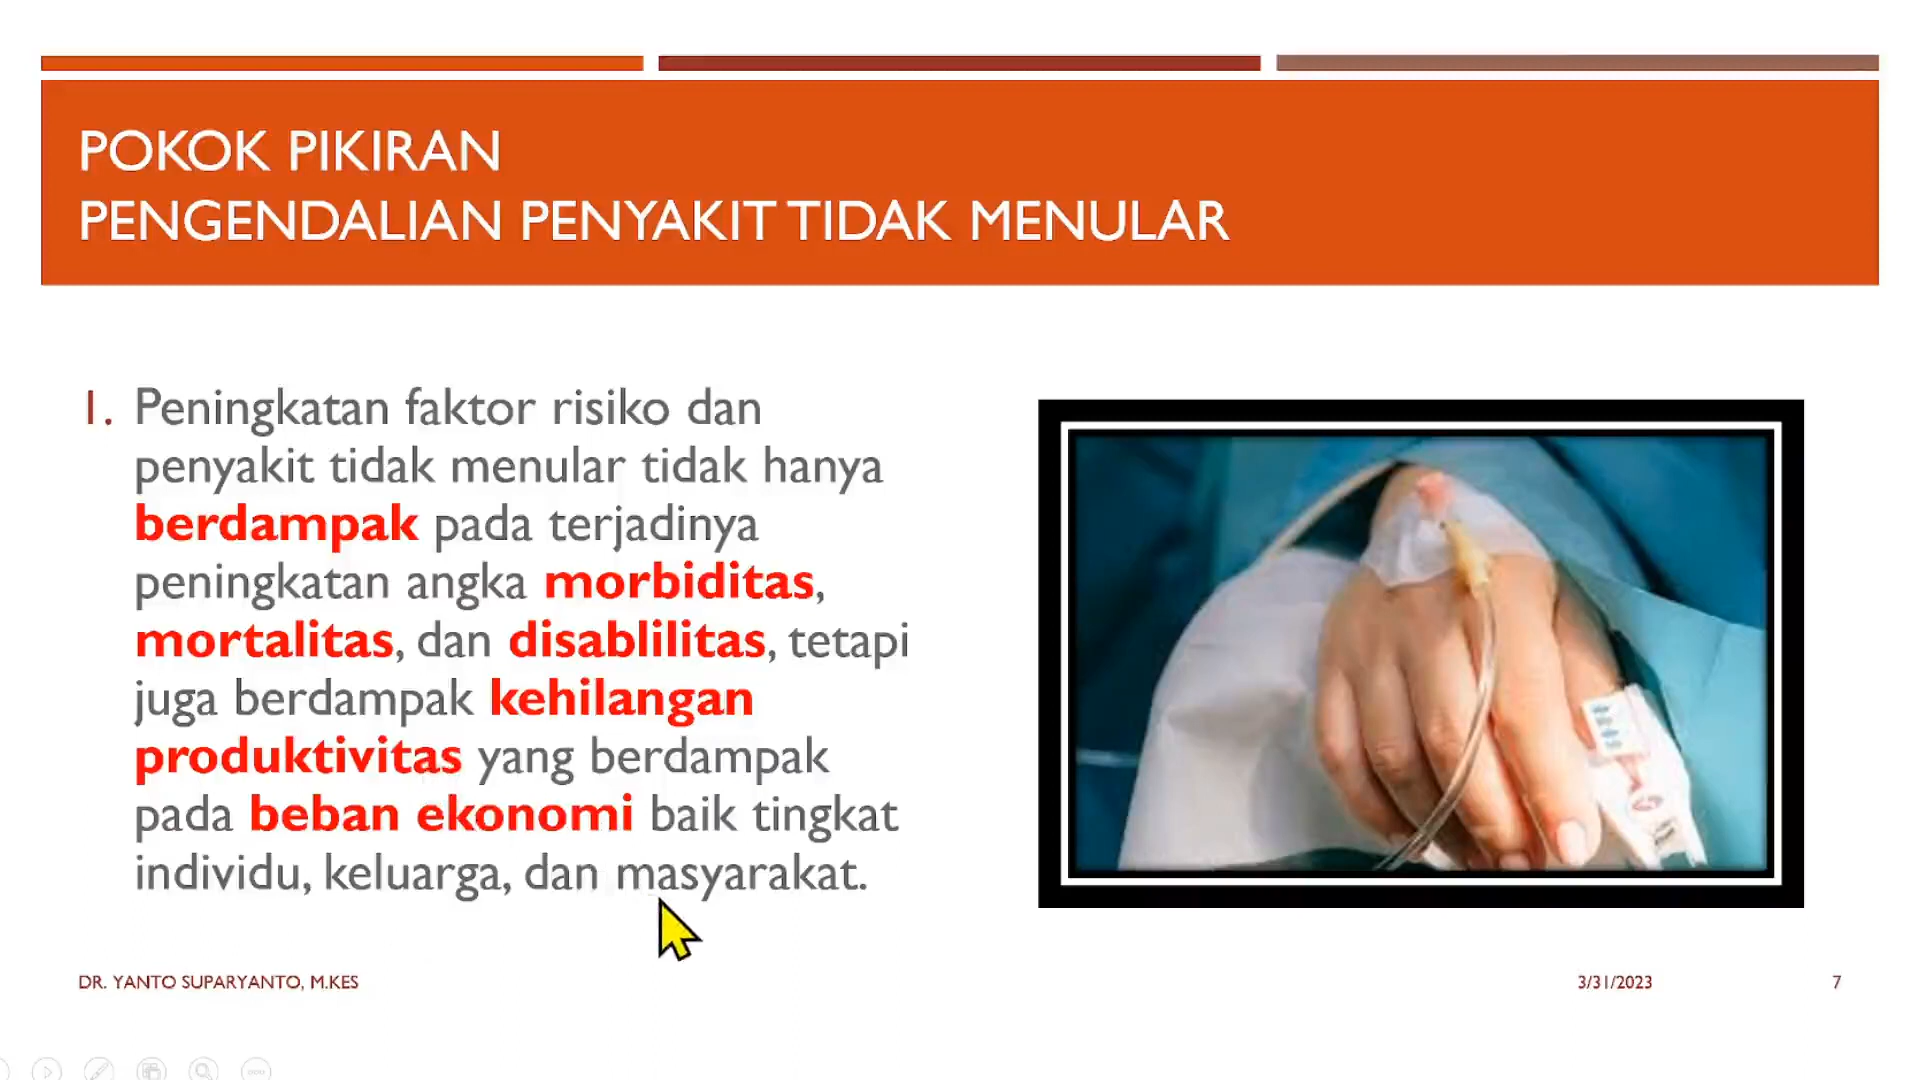 POKOK PIKIRAN
PENGENDALIAN PENYAKIT TIDAK MENULAR
1. Peningkatan faktor risiko dan
penyakit tidak menular tidak hanya
berdampak pada terjadinya
peningkatan angka morbiditas,
mortalitas, dan disablilitas, tetapi
juga berdampak kehilangan
produktivitas yang berdampak
pada beban ekonomi baik tingkat
individu, keluarga, dan masyarakat.
DR. YANTO SUPARYANTO, M.KES
3/31/2023
7